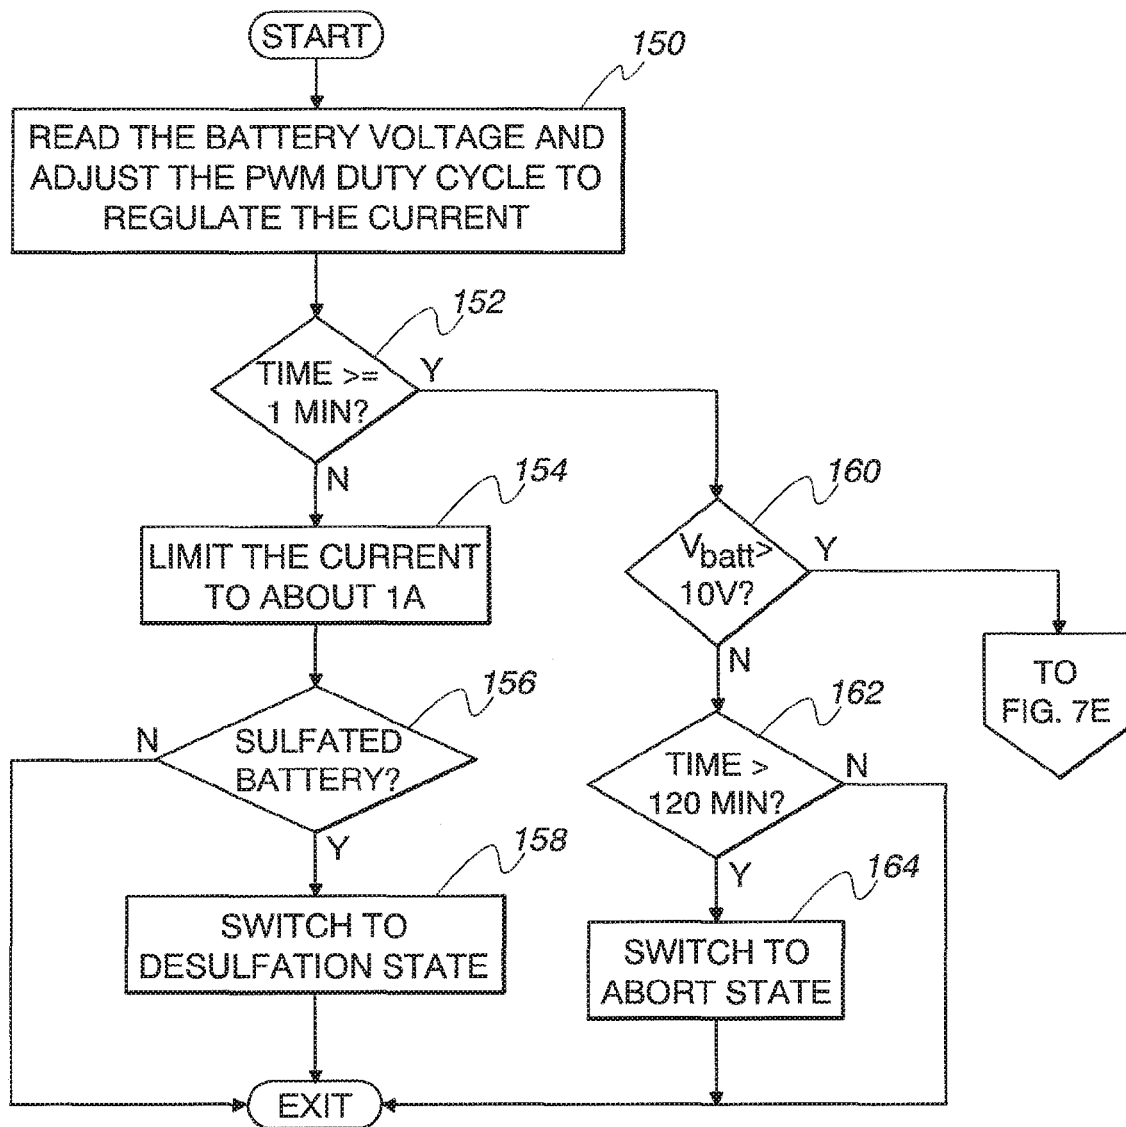 START
150
READ THE BATTERY VOLTAGE AND
ADJUST THE PWM DUTY CYCLE TO
REGULATE THE CURRENT
152
TIME >=
1 MIN?
Y
N
154
LIMIT THE CURRENT
TO ABOUT 1A
156
SULFATED
BATTERY?
N
Y
158
SWITCH TO
DESULFATION STATE
160
Vbatt>
10V?
Y
N
TO
FIG. 7E
162
TIME >
120 MIN?
N
Y
164
SWITCH TO
ABORT STATE
EXIT